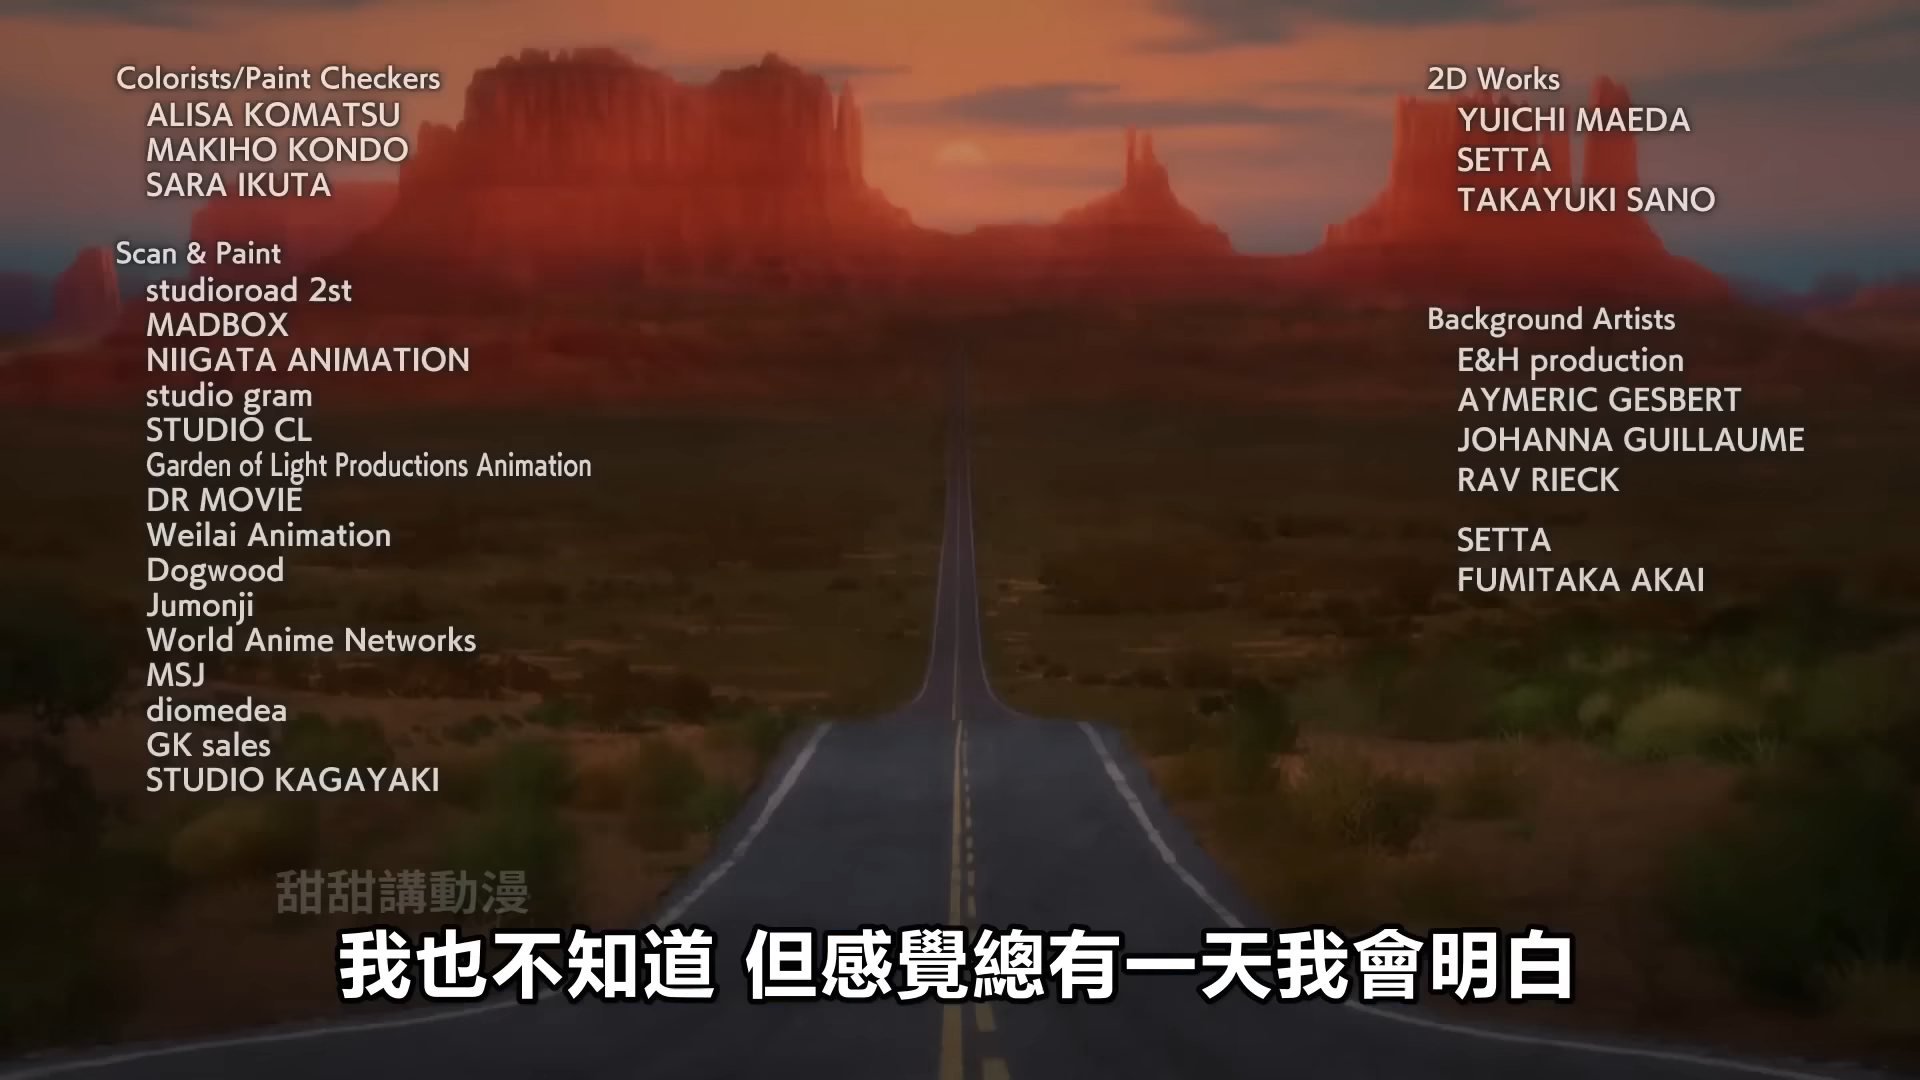 Colorists/Paint Checkers
ALISA KOMATSU
MAKIHO KONDO
SARA IKUTA
Scan & Paint
studioroad 2st
MADBOX
NIIGATA ANIMATION
studio gram
STUDIO CL
Garden of Light Productions Animation
DR MOVIE
Weilai Animation
Dogwood
Jumonji
World Anime Networks
MSJ
diomedea
GK sales
STUDIO KAGAYAKI
2D Works
YUICHI MAEDA
SETTA
TAKAYUKI SANO
Background Artists
E&H production
AYMERIC GESBERT
JOHANNA GUILLAUME
RAV RIECK
SETTA
FUMITAKA AKAI
甜甜講動漫
我也不知道 但感覺總有一天我會明白